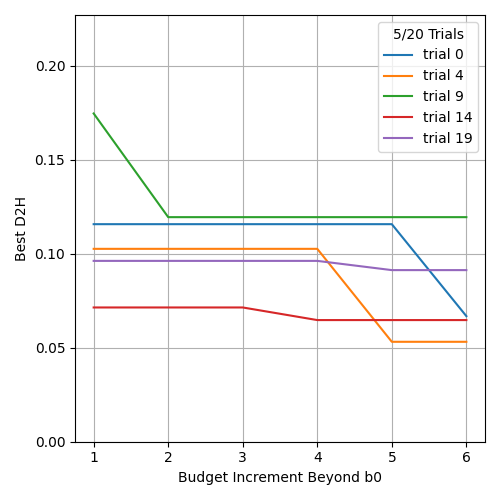 5/20 Trials
trial 0
trial 4
trial 9
trial 14
trial 19
0.20
0.15
0.10
0.05
0.00
Best D2H
1 2 3 4 5 6
Budget Increment Beyond b0